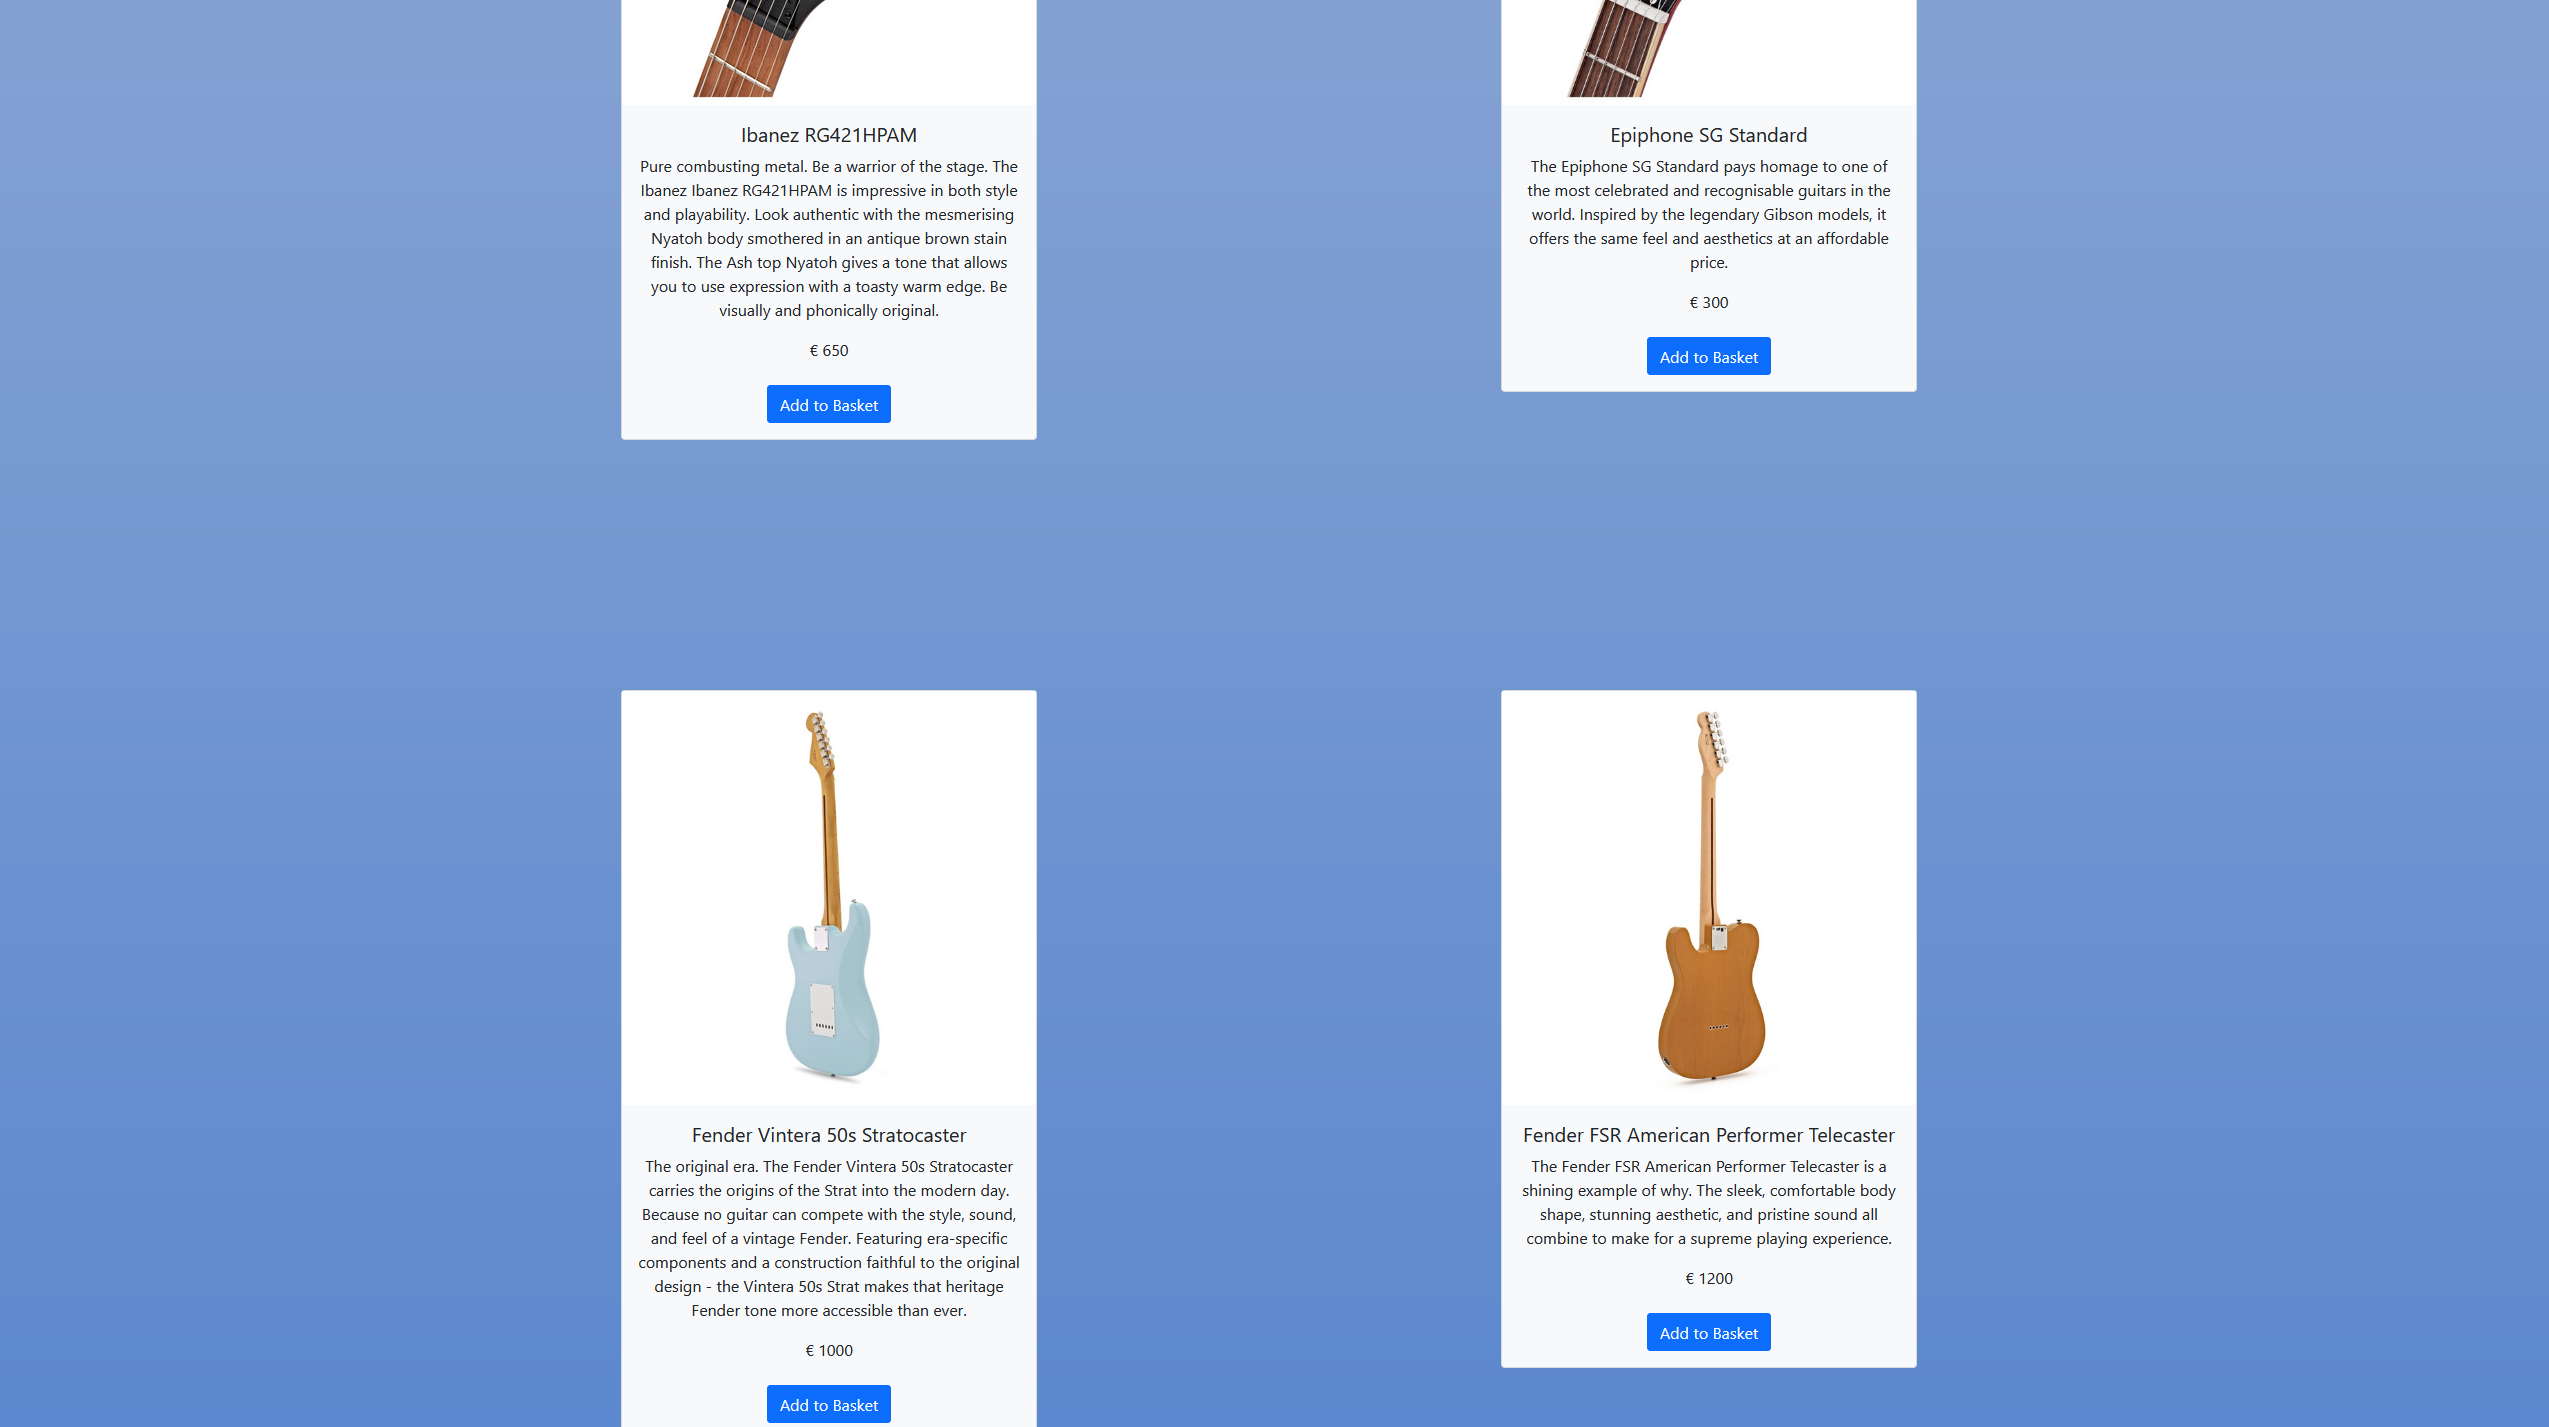 Ibanez RG421HPAM
Pure combusting metal. Be a warrior of the stage. The
Ibanez Ibanez RG421HPAM is impressive in both style
and playability. Look authentic with the mesmerising
Nyatoh body smothered in an antique brown stain
finish. The Ash top Nyatoh gives a tone that allows
you to use expression with a toasty warm edge. Be
visually and phonically original.
€ 650
Add to Basket
Epiphone SG Standard
The Epiphone SG Standard pays homage to one of
the most celebrated and recognisable guitars in the
world. Inspired by the legendary Gibson models, it
offers the same feel and aesthetics at an affordable
price.
€ 300
Add to Basket
Fender Vintera 50s Stratocaster
The original era. The Fender Vintera 50s Stratocaster
carries the origins of the Strat into the modern day.
Because no guitar can compete with the style, sound,
and feel of a vintage Fender. Featuring era-specific
components and a construction faithful to the original
design - the Vintera 50s Strat makes that heritage
Fender tone more accessible than ever.
€ 1000
Add to Basket
Fender FSR American Performer Telecaster
The Fender FSR American Performer Telecaster is a
shining example of why. The sleek, comfortable body
shape, stunning aesthetic, and pristine sound all
combine to make for a supreme playing experience.
€ 1200
Add to Basket